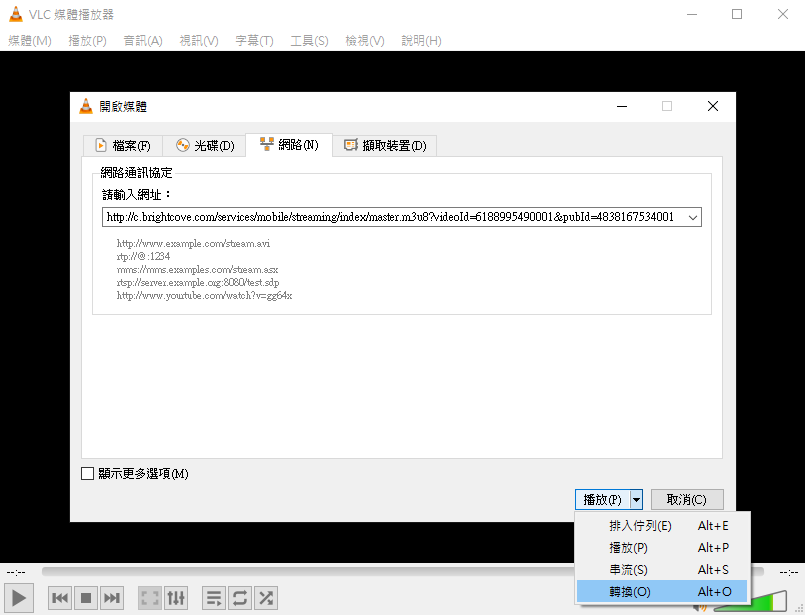 VLC 媒體播放器
媒體(M) 播放(P) 音訊(A) 視訊(V) 字幕(T) 工具(S) 檢視(V) 說明(H)
開啟媒體
檔案(F) 光碟(D) 網路(N) 擷取裝置(D)
網路通訊協定
請輸入網址：
http://c.brightcove.com/services/mobile/streaming/index/master.m3u8?videoId=6188995490001&pubId=4838167534001
http://www.example.com/stream.avi
rtp://@:1234
mms://mms.examples.com/stream.asx
rtsp://server.example.org:8080/test.sdp
http://www.yourtube.com/watch?v=gg64x
顯示更多選項(M)
播放(P) 取消(C)
排入佇列(E) Alt+E
播放(P) Alt+P
串流(S) Alt+S
轉換(O) Alt+O
--:-- --:--